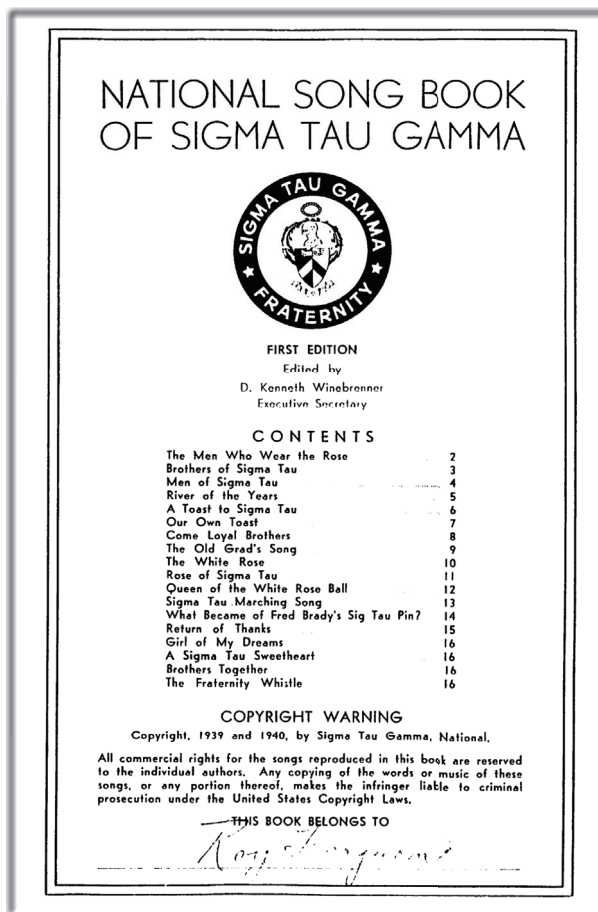 NATIONAL SONG BOOK
OF SIGMA TAU GAMMA
SIGMA TAU GAMMA
FRATERNITY
FIRST EDITION
Edited by
D. Kenneth Winebrenner
Executive Secretary
CONTENTS
The Men Who Wear the Rose 2
Brothers of Sigma Tau 3
Men of Sigma Tau 4
River of the Years 5
A Toast to Sigma Tau 6
Our Own Toast 7
Come Loyal Brothers 8
The Old Grad's Song 9
The White Rose 10
Rose of Sigma Tau 11
Queen of the White Rose Ball 12
Sigma Tau Marching Song 13
What Became of Fred Brady's Sig Tau Pin? 14
Return of Thanks 15
Girl of My Dreams 16
A Sigma Tau Sweetheart 16
Brothers Together 16
The Fraternity Whistle 16
COPYRIGHT WARNING
Copyright, 1939 and 1940, by Sigma Tau Gamma, National.
All commercial rights for the songs reproduced in this book are reserved
to the individual authors. Any copying of the words or music of these
songs, or any portion thereof, makes the infringer liable to criminal
prosecution under the United States Copyright Laws.
THIS BOOK BELONGS TO
Roy